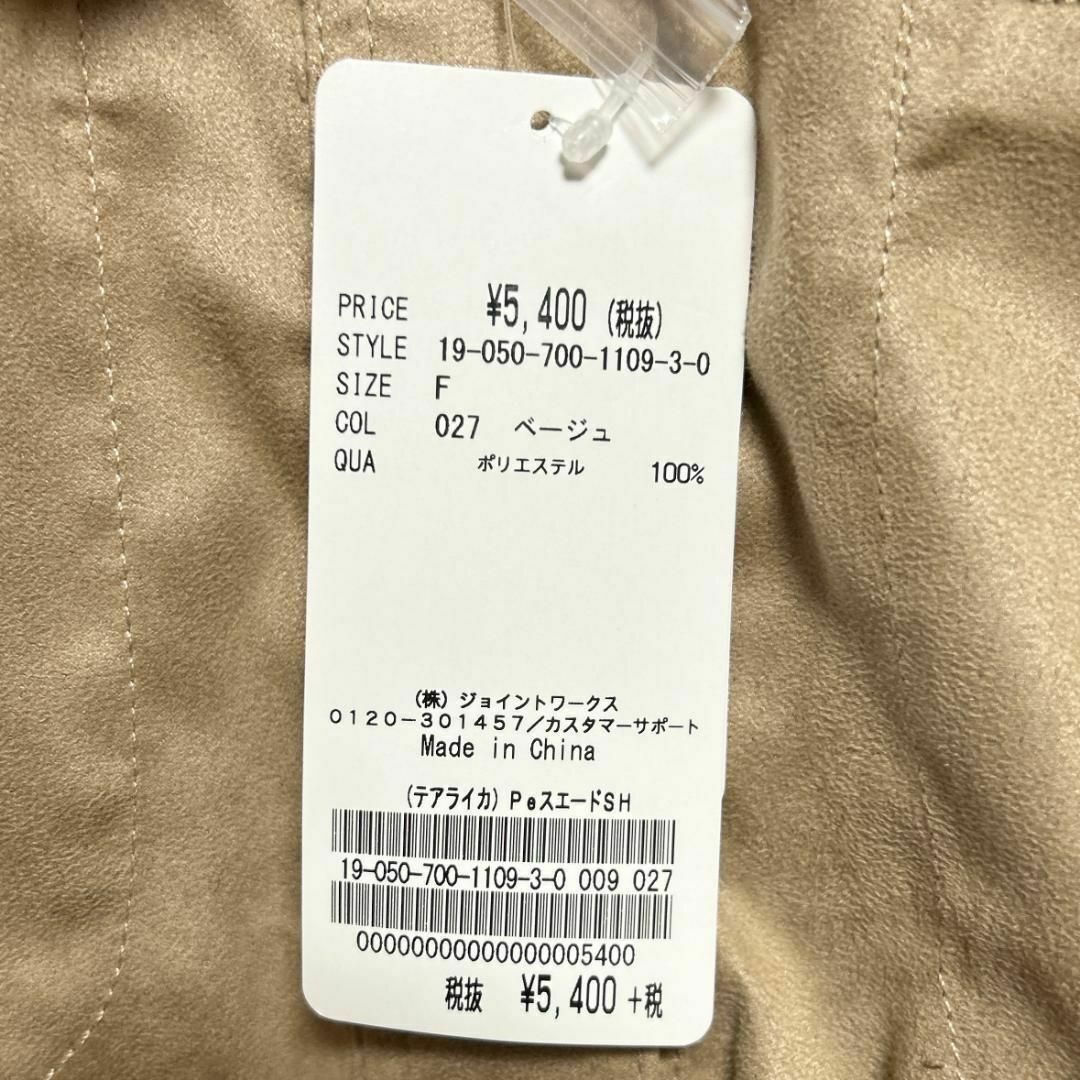 PRICE ¥5,400 (税抜)
STYLE 19-050-700-1109-3-0
SIZE F
COL 027 ベージュ
QUA ポリエステル 100%
(株)ジョイントワークス
0120-301457/カスタマーサポート
Made in China
(テアライカ) PeスエードSH
19-050-700-1109-3-0 009 027
00000000000000005400
税抜 ¥5,400+税